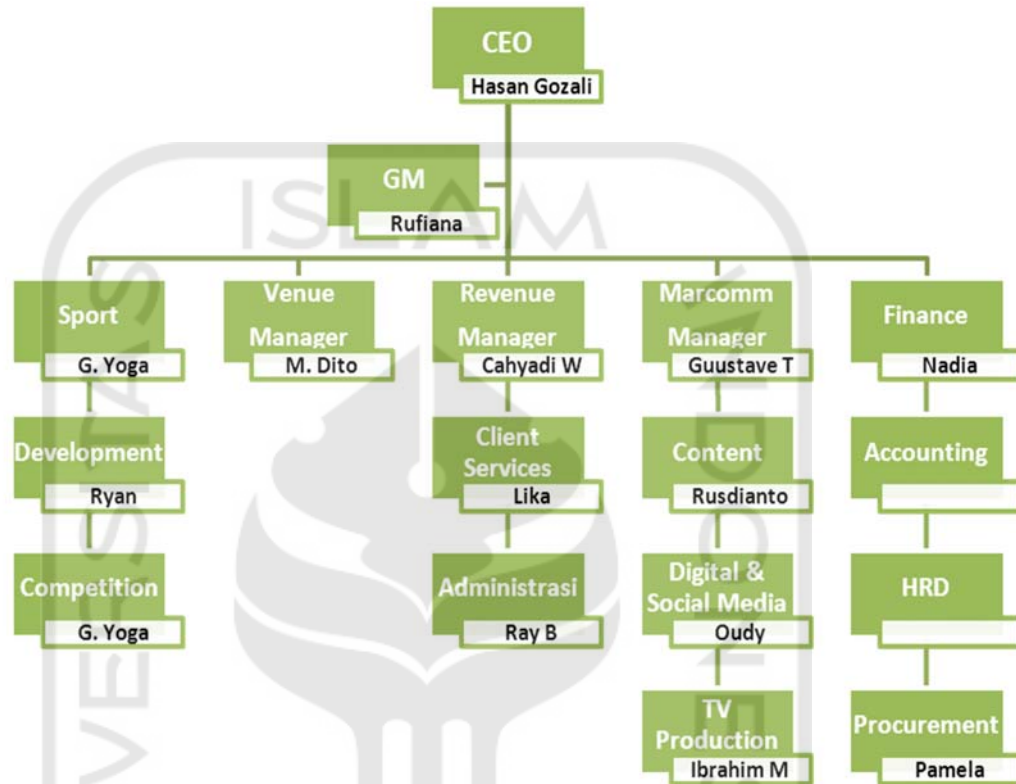 CEO
Hasan Gozali
GM
Rufiana
ISLAM
Sport
G. Yoga
Venue
Manager
M. Dito
Revenue
Manager
Cahyadi W
Marcomm
Manager
Guustave T
Finance
Nadia
Development
Ryan
Client
Services
Lika
Content
Rusdianto
Accounting
Competition
G. Yoga
Administrasi
Ray B
Digital &
Social Media
Oudy
HRD
TV
Production
Ibrahim M
Procurement
Pamela
VERSITAS
INDONE